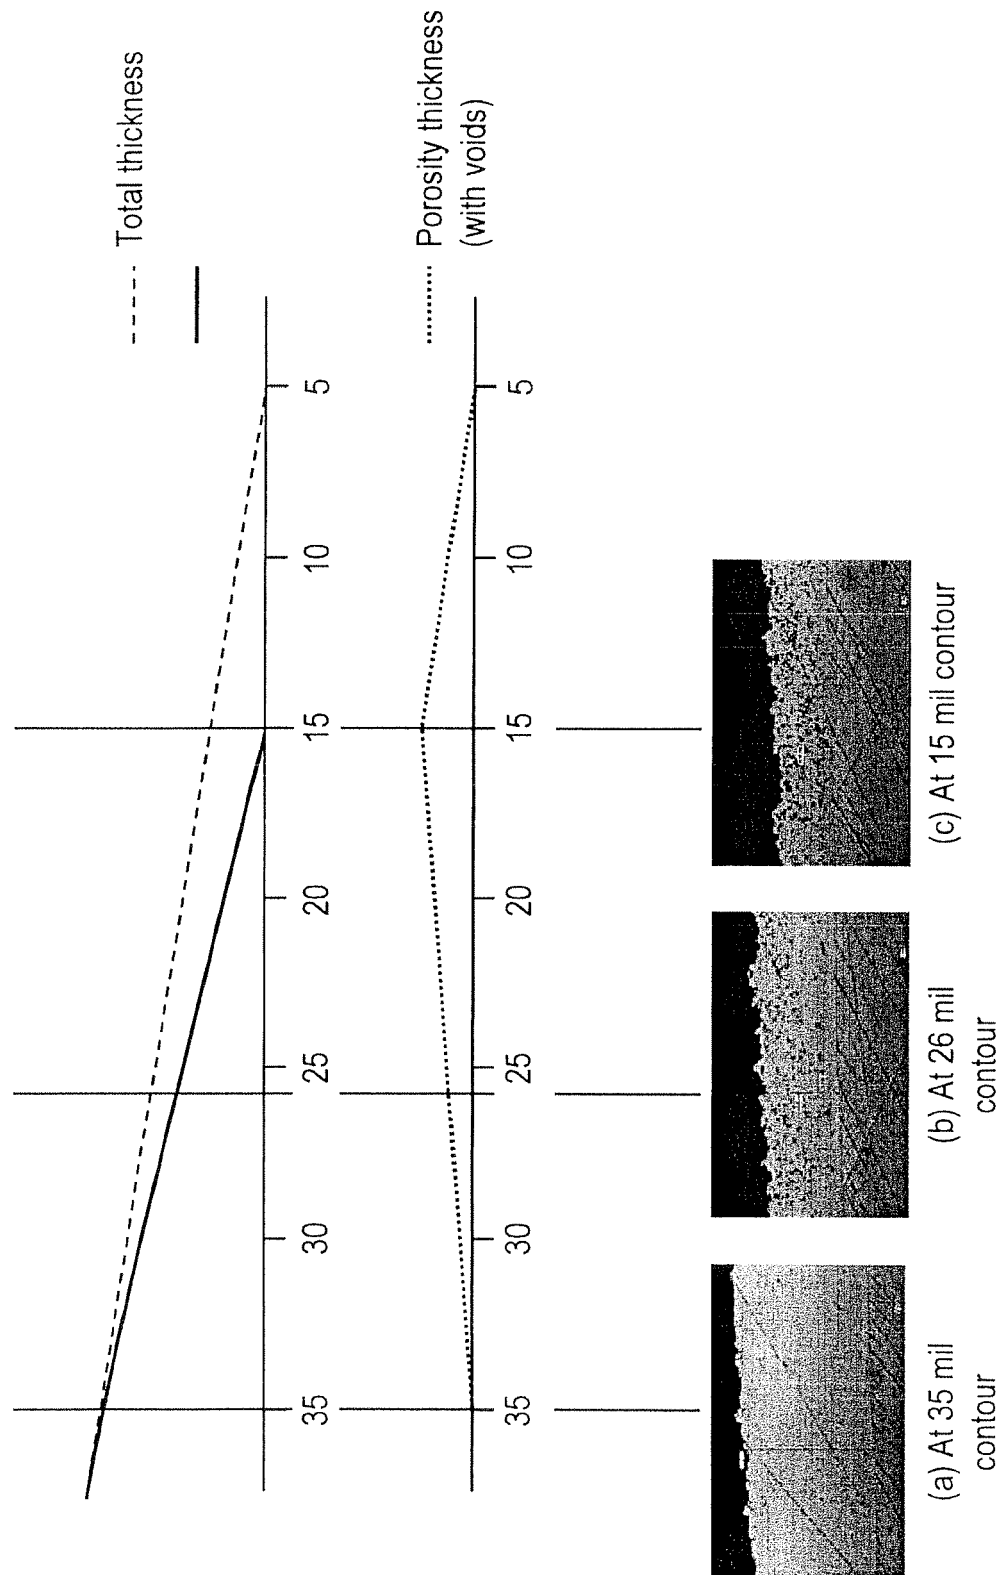 Total thickness
35
30
25
20
15
10
5
Porosity thickness
(with voids)
35
30
25
20
15
10
5
(a) At 35 mil
contour
(b) At 26 mil
contour
(c) At 15 mil contour